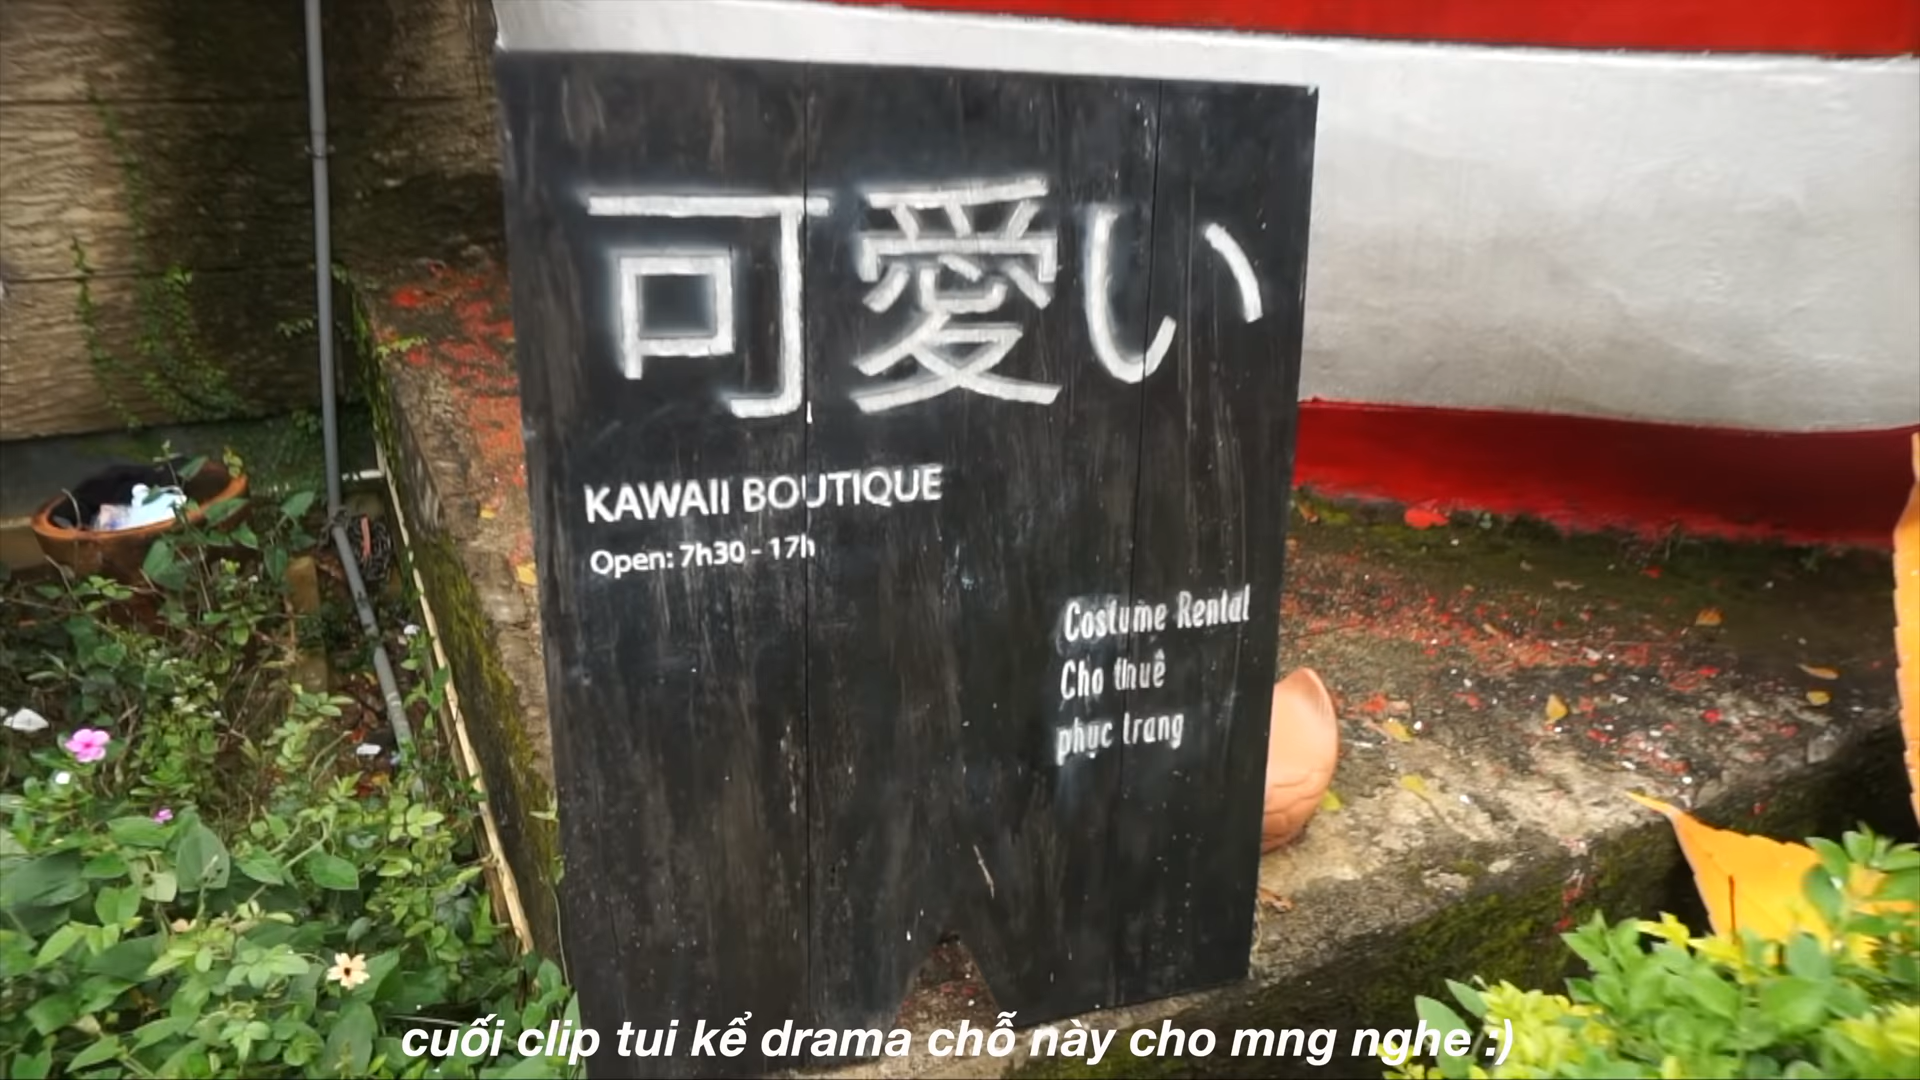 可愛い
KAWAII BOUTIQUE
Open: 7h30 - 17h
Costume Rental
Cho thuê
phục trang
cuối clip tui kể drama chỗ này cho mng nghe :)